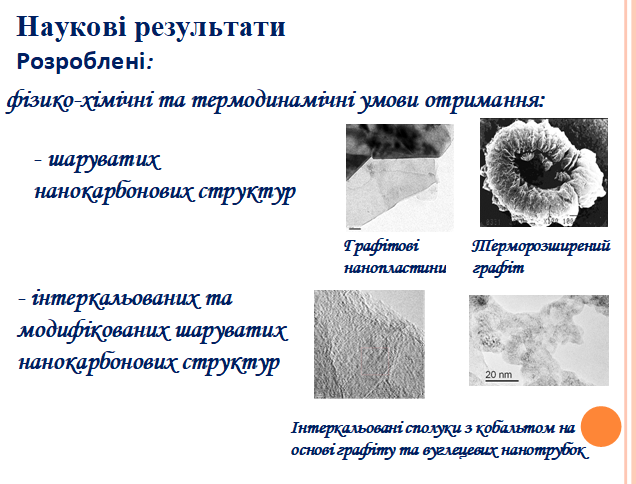 Наукові результати
Розроблені:
фізико-хімічні та термодинамічні умови отримання:
- шаруватих
нанокарбонових структур
Графітові
нанопластини
Терморозширений
графіт
- інтеркальованих та
модифікованих шаруватих
нанокарбонових структур
20 nm
Інтеркальовані сполуки з кобальтом на
основі графіту та вуглецевих нанотрубок